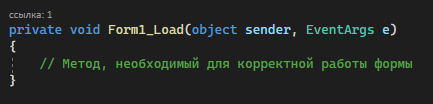 ссылка: 1
private void Form1_Load(object sender, EventArgs e)
{
// Метод, необходимый для корректной работы формы
}